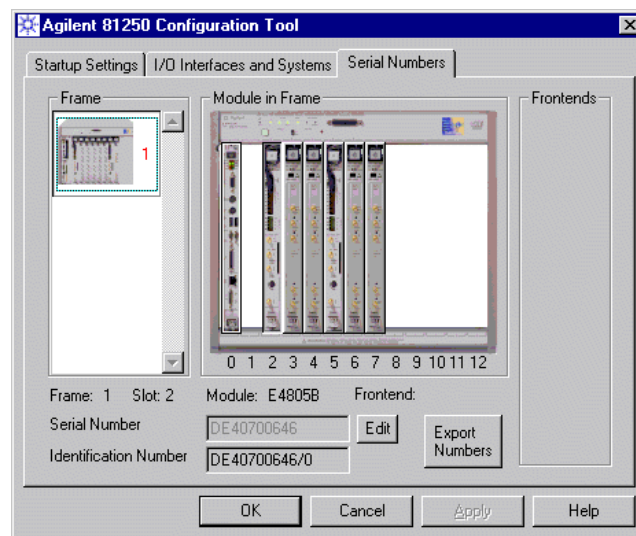 Agilent 81250 Configuration Tool
Startup Settings I/O Interfaces and Systems Serial Numbers
Frame Module in Frame Frontends
1
0 1 2 3 4 5 6 7 8 9 10 11 12
Frame: 1 Slot: 2 Module: E4805B Frontend:
Serial Number DE40700646 Edit
Export
Numbers
Identification Number DE40700646/0
OK Cancel Apply Help